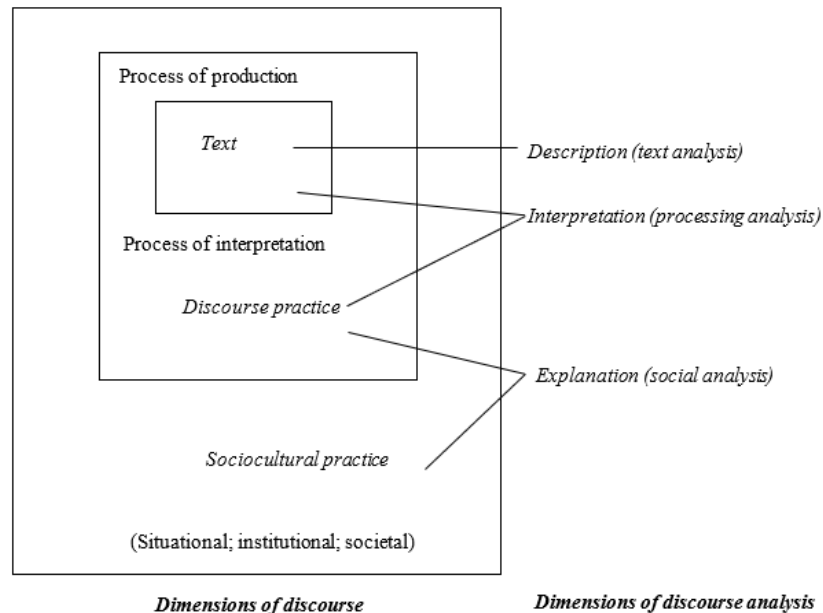 Process of production
Text
Description (text analysis)
Interpretation (processing analysis)
Process of interpretation
Discourse practice
Explanation (social analysis)
Sociocultural practice
(Situational; institutional; societal)
Dimensions of discourse
Dimensions of discourse analysis